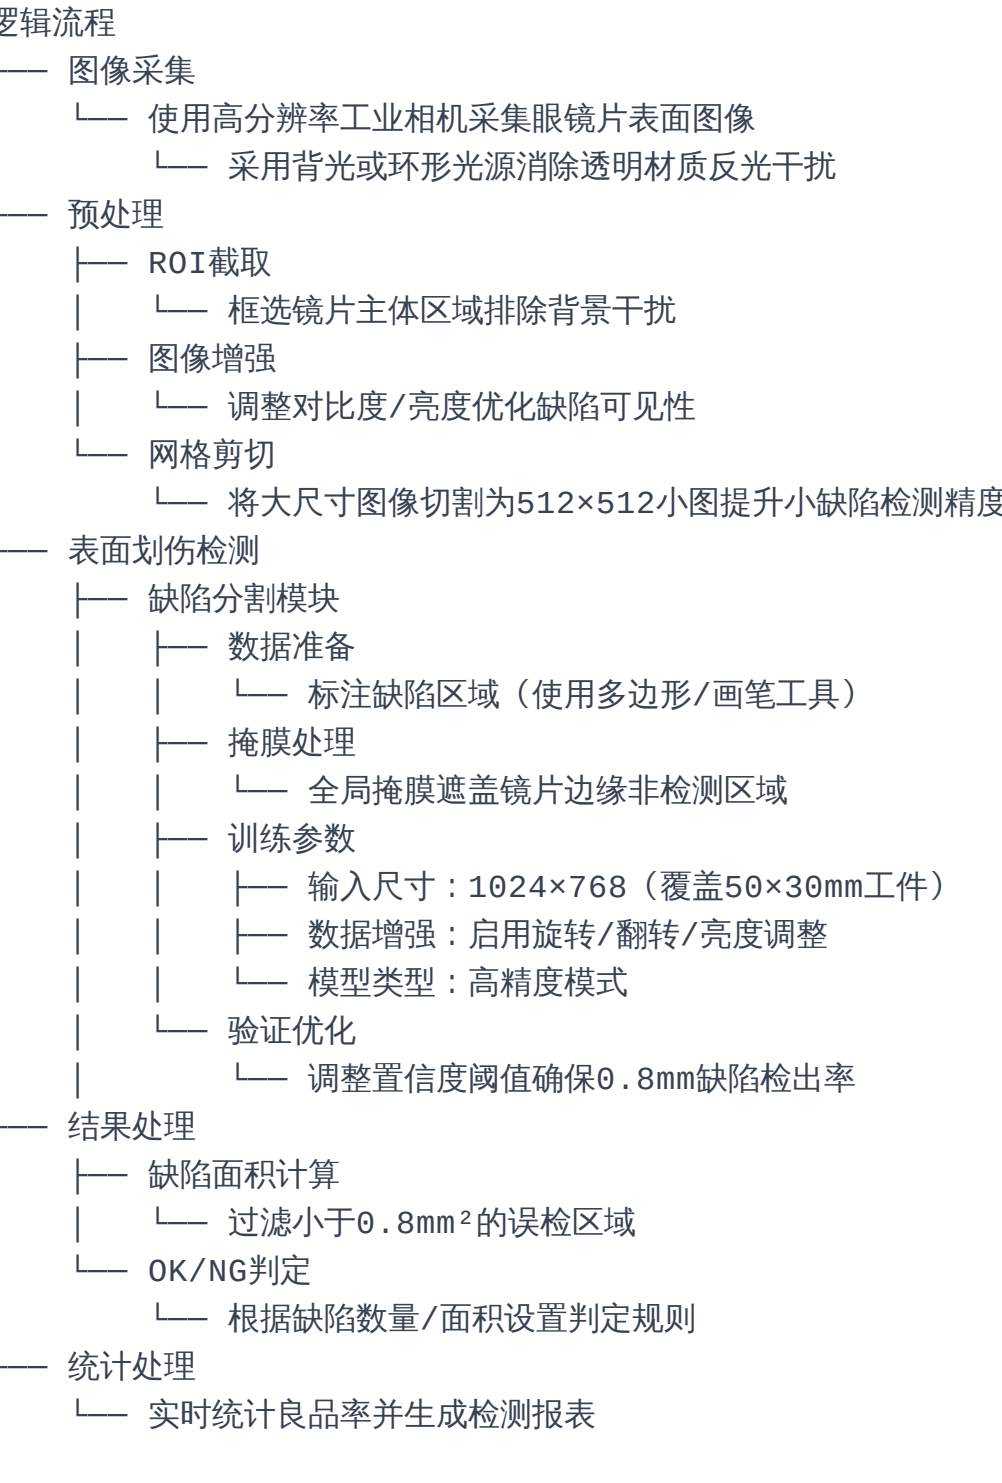 逻辑流程
── 图像采集
└── 使用高分辨率工业相机采集眼镜片表面图像
└── 采用背光或环形光源消除透明材质反光干扰
── 预处理
├── ROI截取
│   └── 框选镜片主体区域排除背景干扰
├── 图像增强
│   └── 调整对比度/亮度优化缺陷可见性
└── 网格剪切
└── 将大尺寸图像切割为512×512小图提升小缺陷检测精度
── 表面划伤检测
├── 缺陷分割模块
│   ├── 数据准备
│   │   └── 标注缺陷区域（使用多边形/画笔工具）
│   ├── 掩膜处理
│   │   └── 全局掩膜遮盖镜片边缘非检测区域
│   ├── 训练参数
│   │   ├── 输入尺寸：1024×768（覆盖50×30mm工件）
│   │   ├── 数据增强：启用旋转/翻转/亮度调整
│   │   └── 模型类型：高精度模式
│   └── 验证优化
│       └── 调整置信度阈值确保0.8mm缺陷检出率
── 结果处理
├── 缺陷面积计算
│   └── 过滤小于0.8mm²的误检区域
└── OK/NG判定
└── 根据缺陷数量/面积设置判定规则
── 统计处理
└── 实时统计良品率并生成检测报表